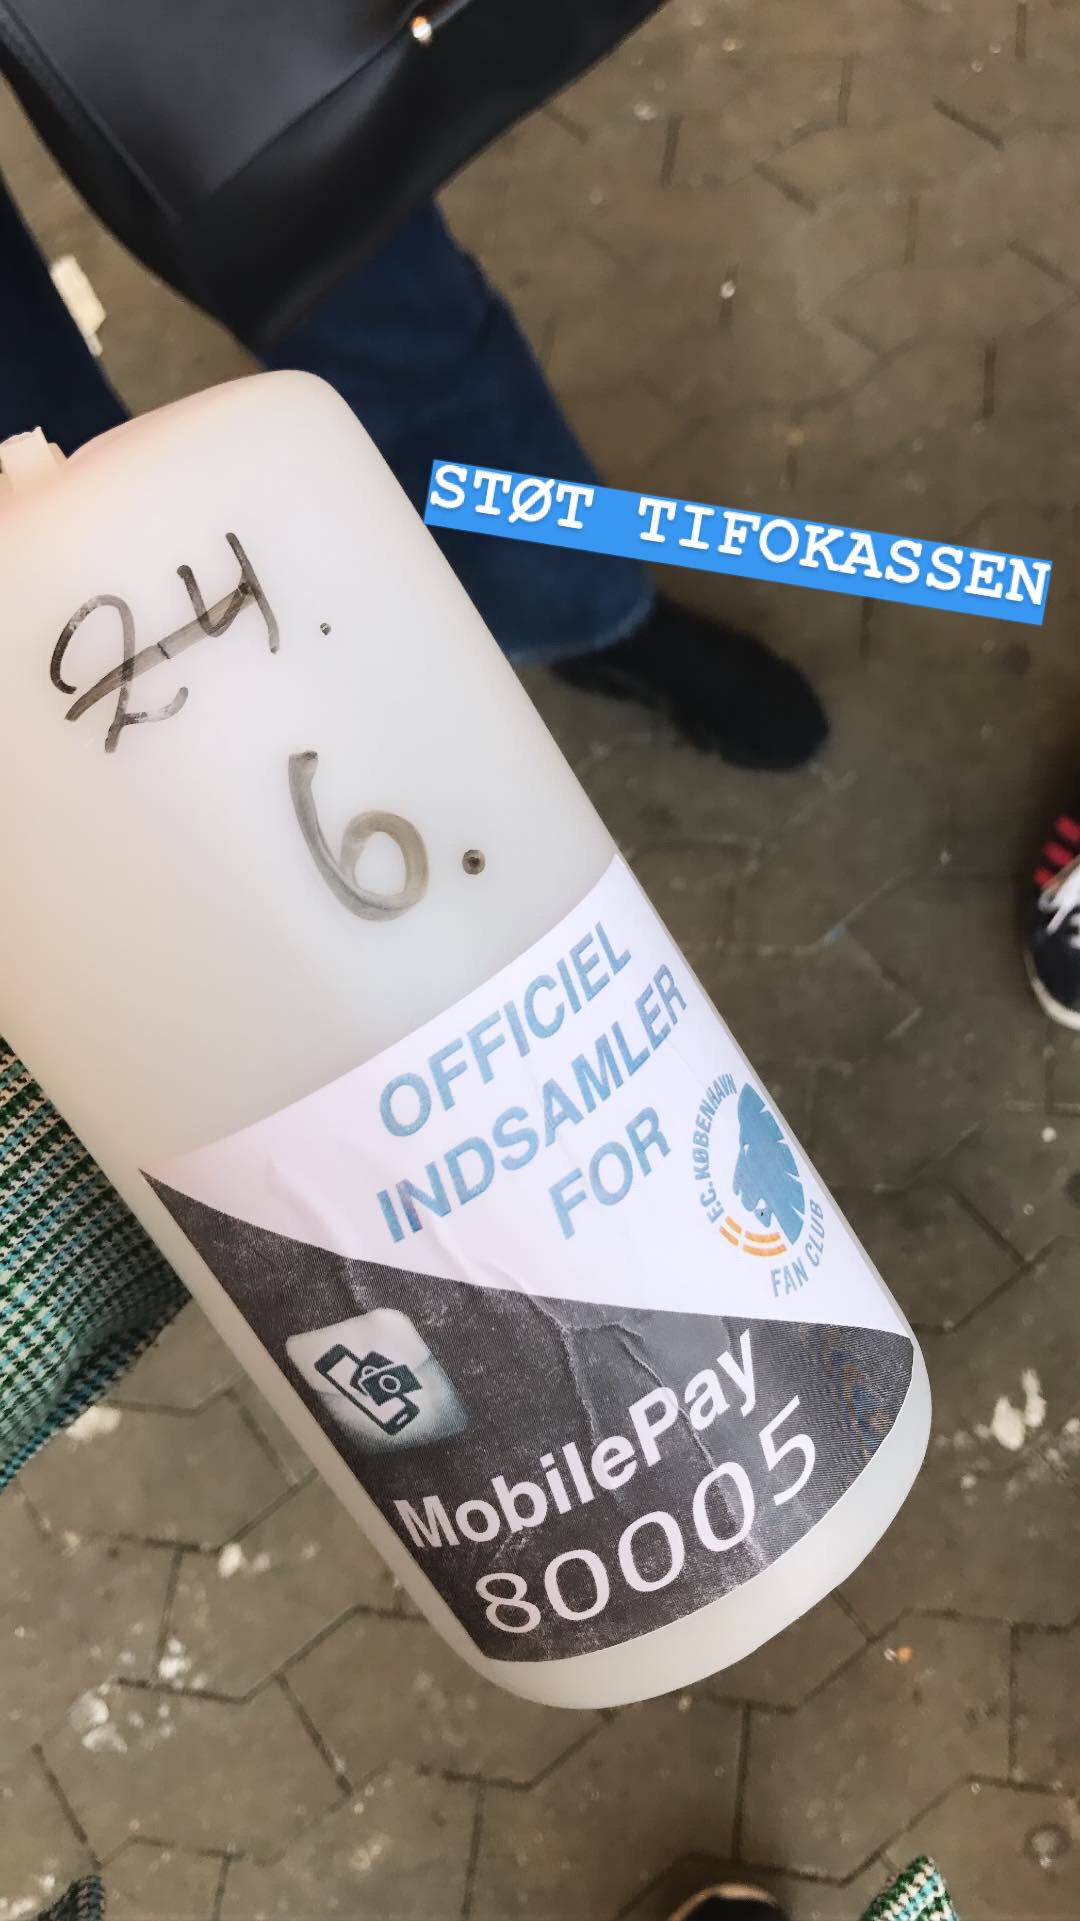 STØT TIFOKASSEN
24.
6.
OFFICIEL
INDSAMLER
FOR
F.C. KØBENHAVN
FAN CLUB
MobilePay
80005